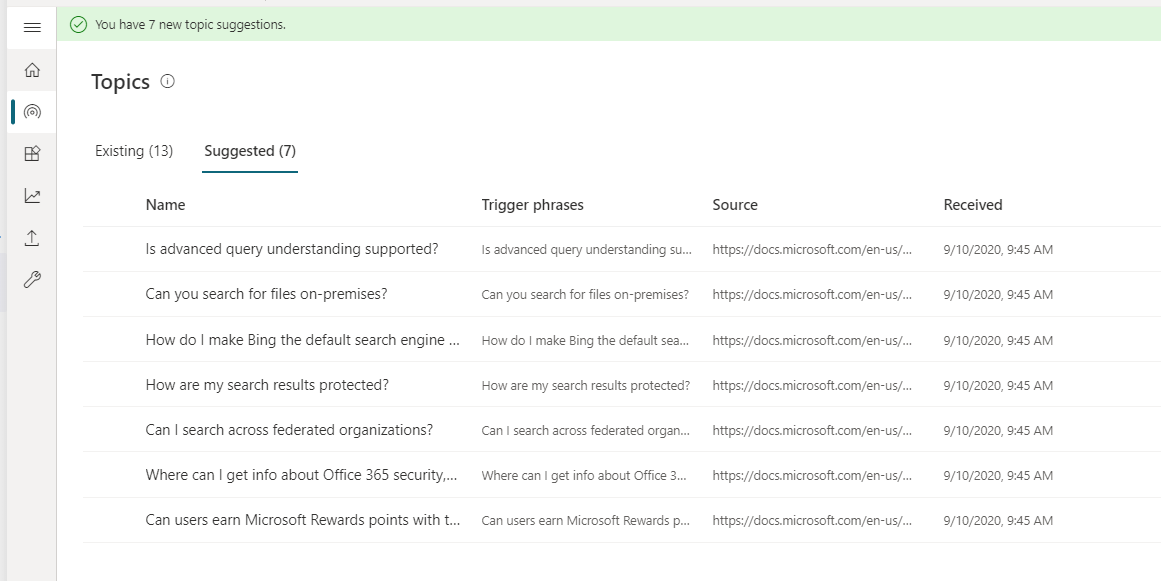 You have 7 new topic suggestions.
Topics
Existing (13) Suggested (7)
Name Trigger phrases Source Received
Is advanced query understanding supported? Is advanced query understanding su... https://docs.microsoft.com/en-us/... 9/10/2020, 9:45 AM
Can you search for files on-premises? Can you search for files on-premises? https://docs.microsoft.com/en-us/... 9/10/2020, 9:45 AM
How do I make Bing the default search engine ... How do I make Bing the default sea... https://docs.microsoft.com/en-us/... 9/10/2020, 9:45 AM
How are my search results protected? How are my search results protected? https://docs.microsoft.com/en-us/... 9/10/2020, 9:45 AM
Can I search across federated organizations? Can I search across federated organ... https://docs.microsoft.com/en-us/... 9/10/2020, 9:45 AM
Where can I get info about Office 365 security,... Where can I get info about Office 3... https://docs.microsoft.com/en-us/... 9/10/2020, 9:45 AM
Can users earn Microsoft Rewards points with t... Can users earn Microsoft Rewards p... https://docs.microsoft.com/en-us/... 9/10/2020, 9:45 AM